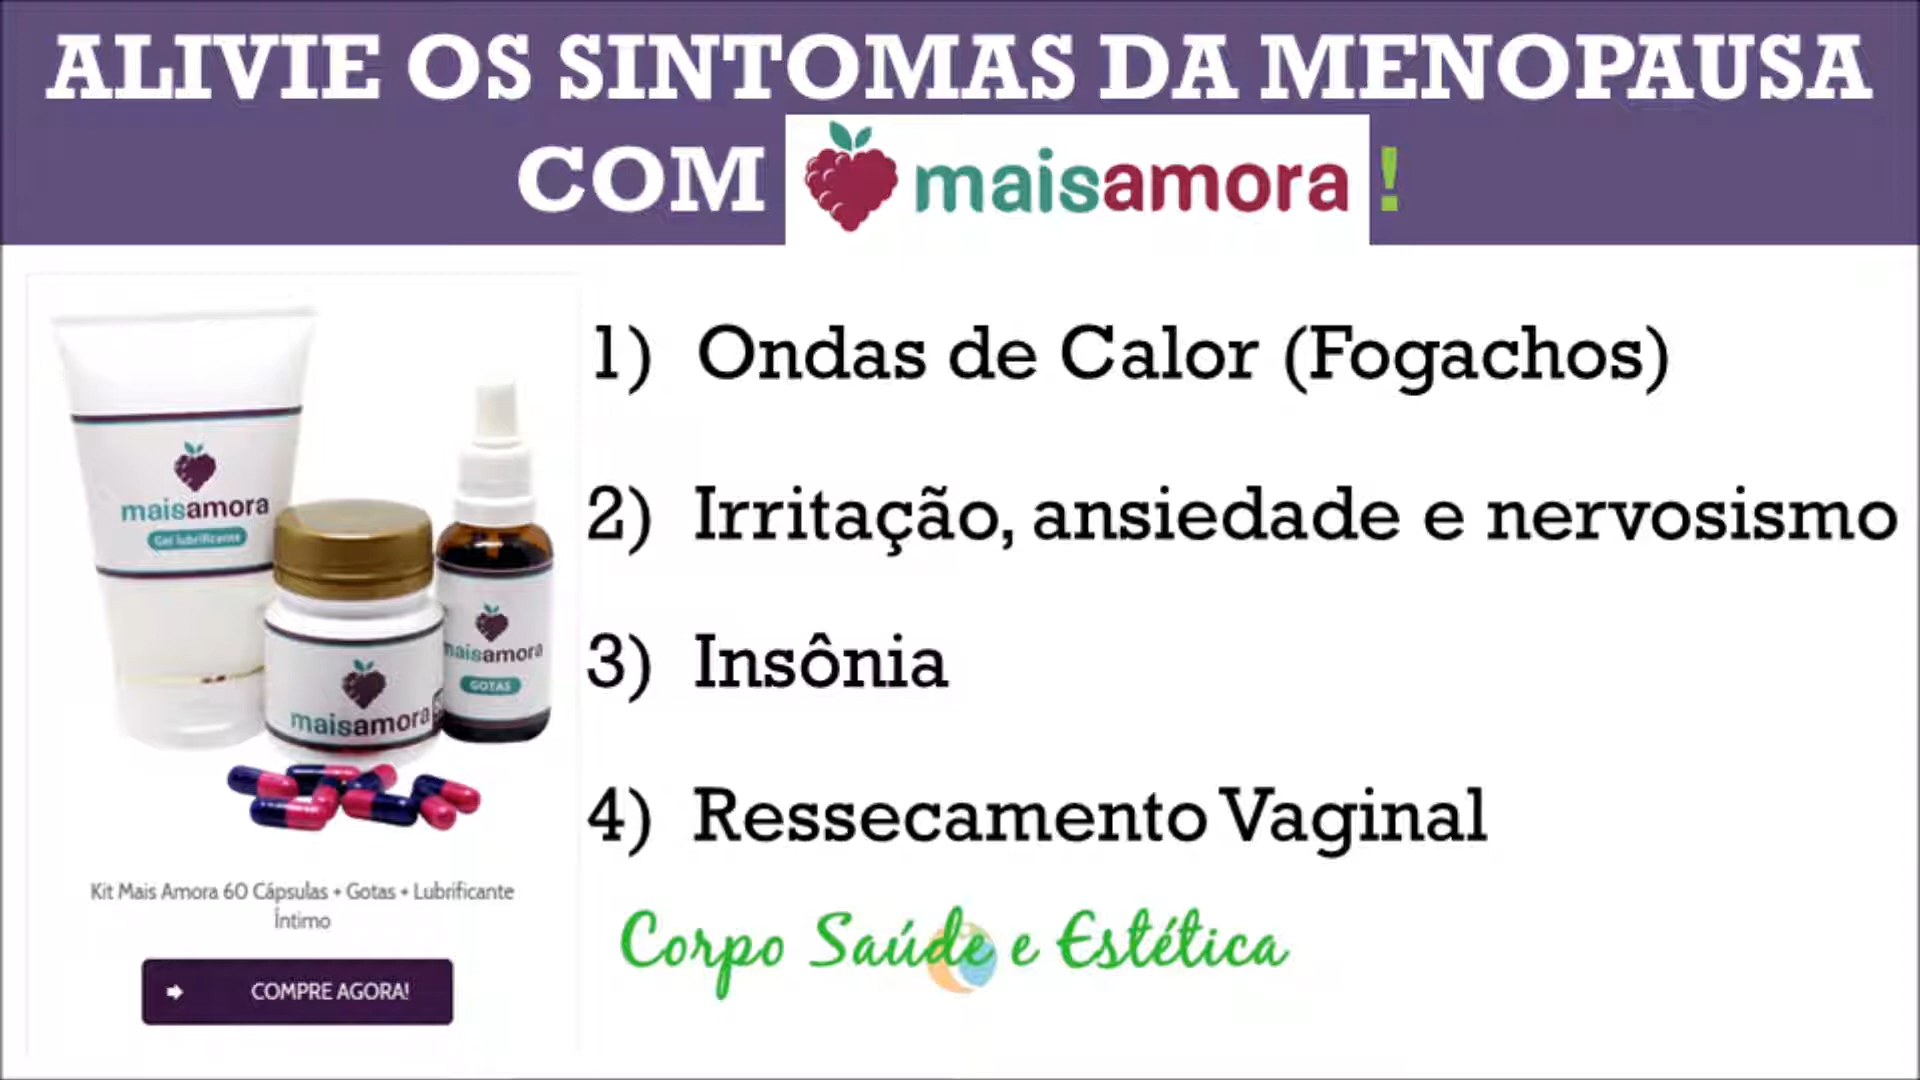 ALIVIE OS SINTOMAS DA MENOPAUSA
COM maisamora !
1) Ondas de Calor (Fogachos)
2) Irritação, ansiedade e nervosismo
3) Insônia
4) Ressecamento Vaginal
maisamora
Gel lubrificante
maisamora
maisamora
GOTAS
Kit Mais Amora 60 Cápsulas + Gotas + Lubrificante
Íntimo
COMPRE AGORA!
Corpo Saúde e Estética